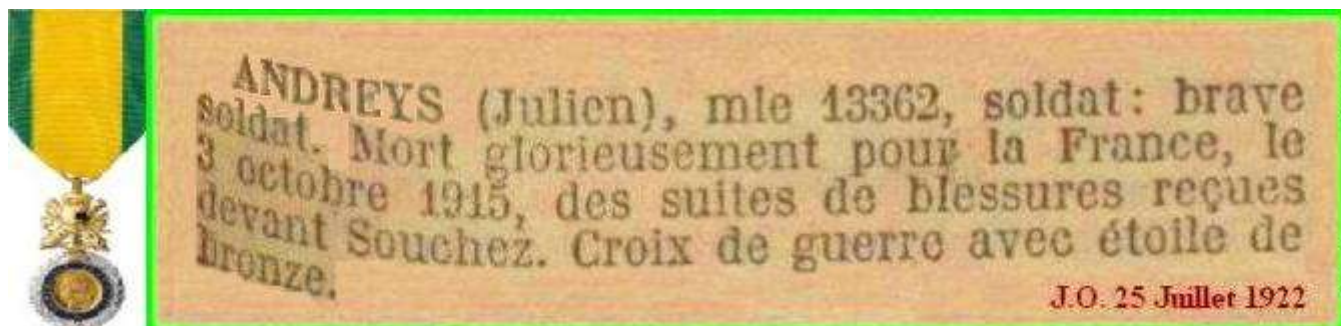 ANDREYS (Julien), mle 13362, soldat: brave
soldat. Mort glorieusement pour la France, le
3 octobre 1915, des suites de blessures reçues
devant Souchez. Croix de guerre avec étoile de
bronze.
J.O. 25 Juillet 1922